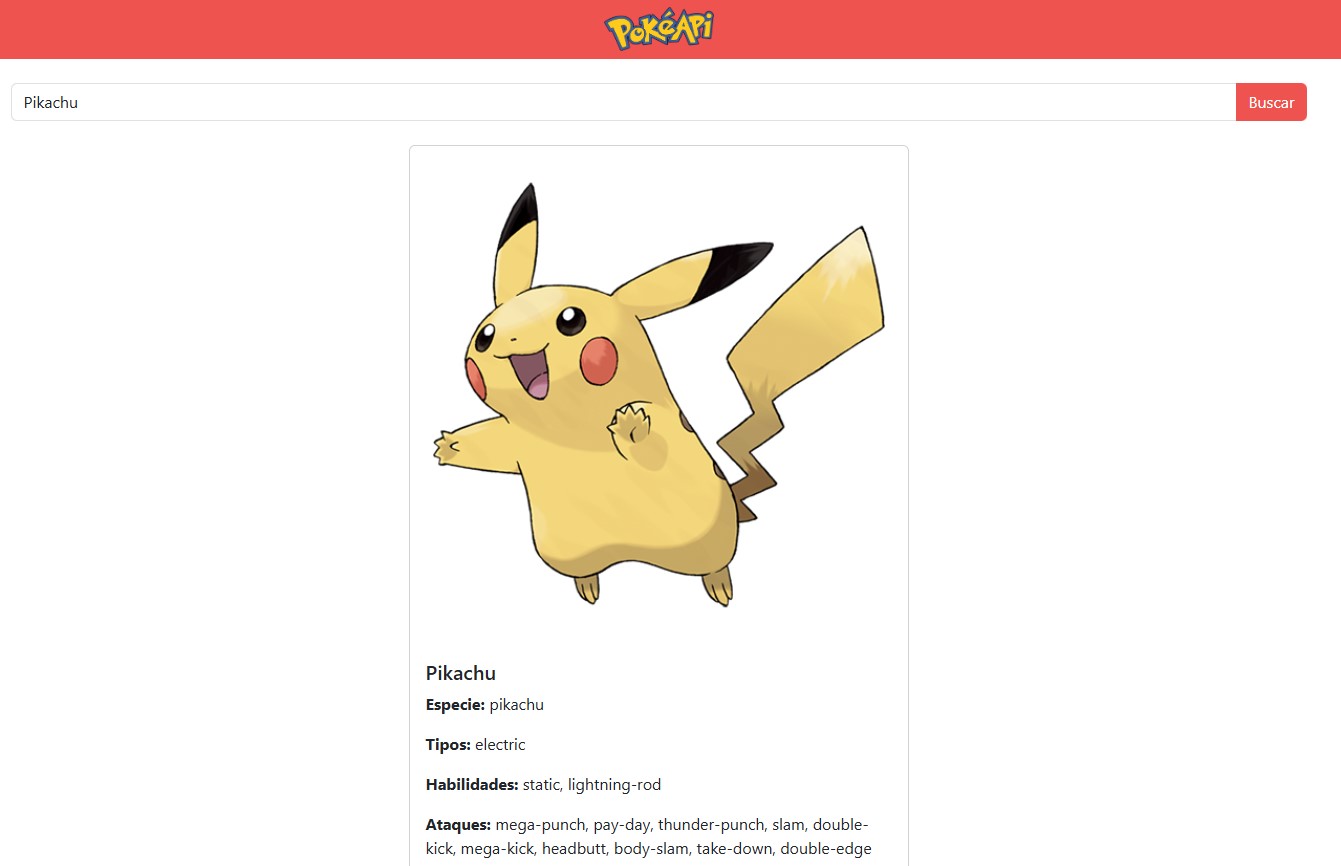 PokéAPi
Pikachu
Buscar
Pikachu
Especie: pikachu
Tipos: electric
Habilidades: static, lightning-rod
Ataques: mega-punch, pay-day, thunder-punch, slam, double-
kick, mega-kick, headbutt, body-slam, take-down, double-edge